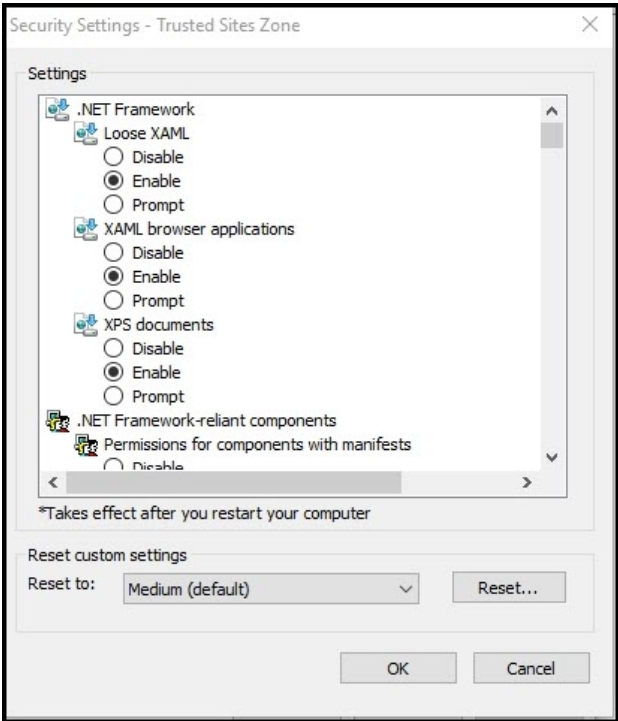 Security Settings - Trusted Sites Zone
Settings
.NET Framework
Loose XAML
Disable
Enable
Prompt
XAML browser applications
Disable
Enable
Prompt
XPS documents
Disable
Enable
Prompt
.NET Framework-reliant components
Permissions for components with manifests
Disable
*Takes effect after you restart your computer
Reset custom settings
Reset to: Medium (default) Reset...
OK Cancel